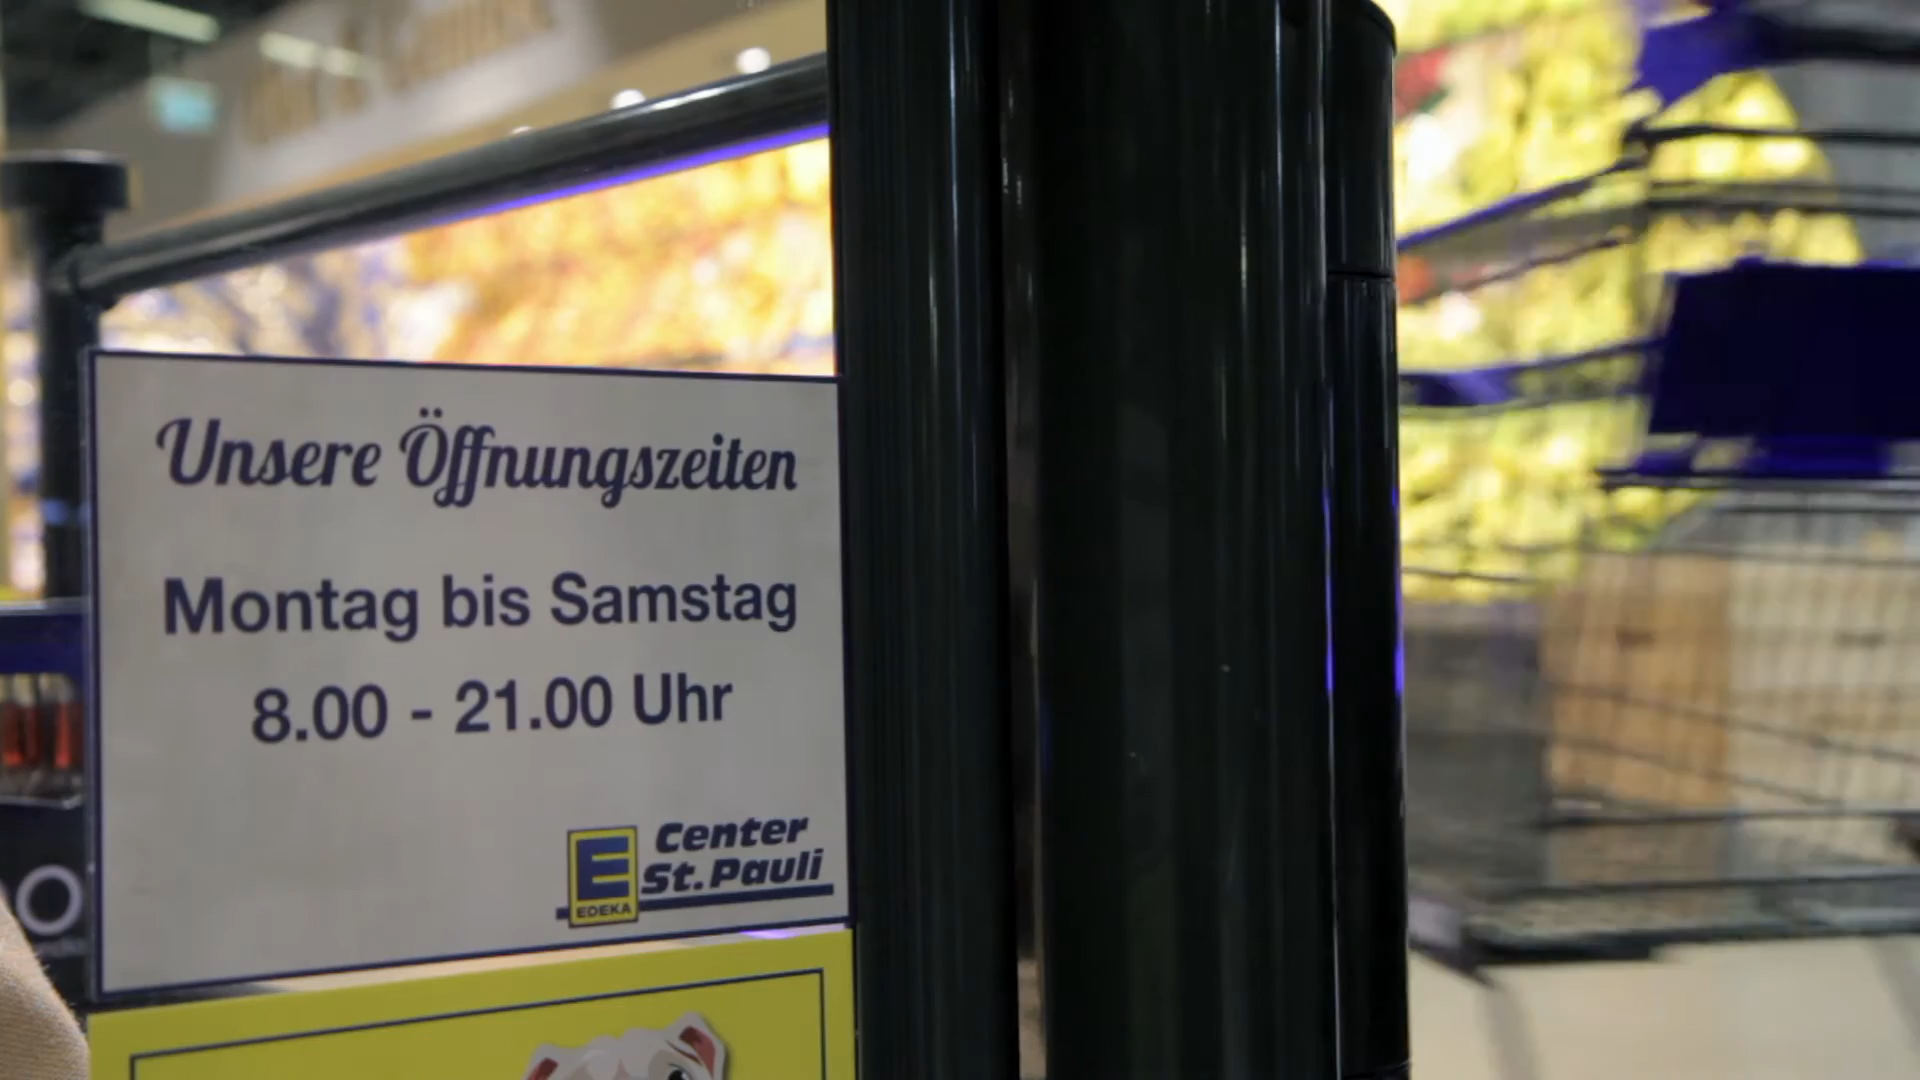 Unsere Öffnungszeiten
Montag bis Samstag
8.00 - 21.00 Uhr
Center
St. Pauli
EDEKA